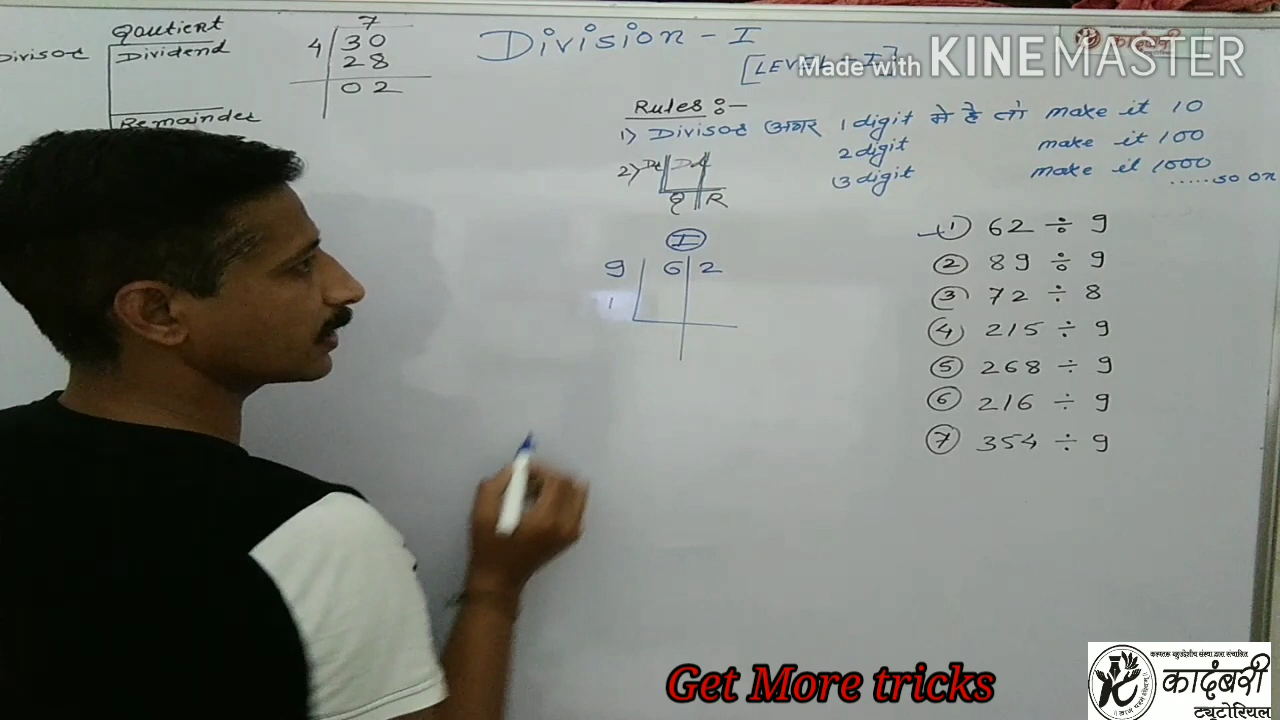 Qoutient
Divisor Dividend
Remainder
7
4 30
28
02
Division - I
[LEVEL - I]
Made with KINEMASTER
कादंबरी
Rules :-
1) Divisor अगर 1 digit मे है तो make it 10
2 digit make it 100
3 digit make it 1000
.....so on
2)
Q R
I
9 6 2
1
1 62 ÷ 9
2 89 ÷ 9
3 72 ÷ 8
4 215 ÷ 9
5 268 ÷ 9
6 216 ÷ 9
7 354 ÷ 9
Get More tricks
कादंबरी
ट्युटोरियल